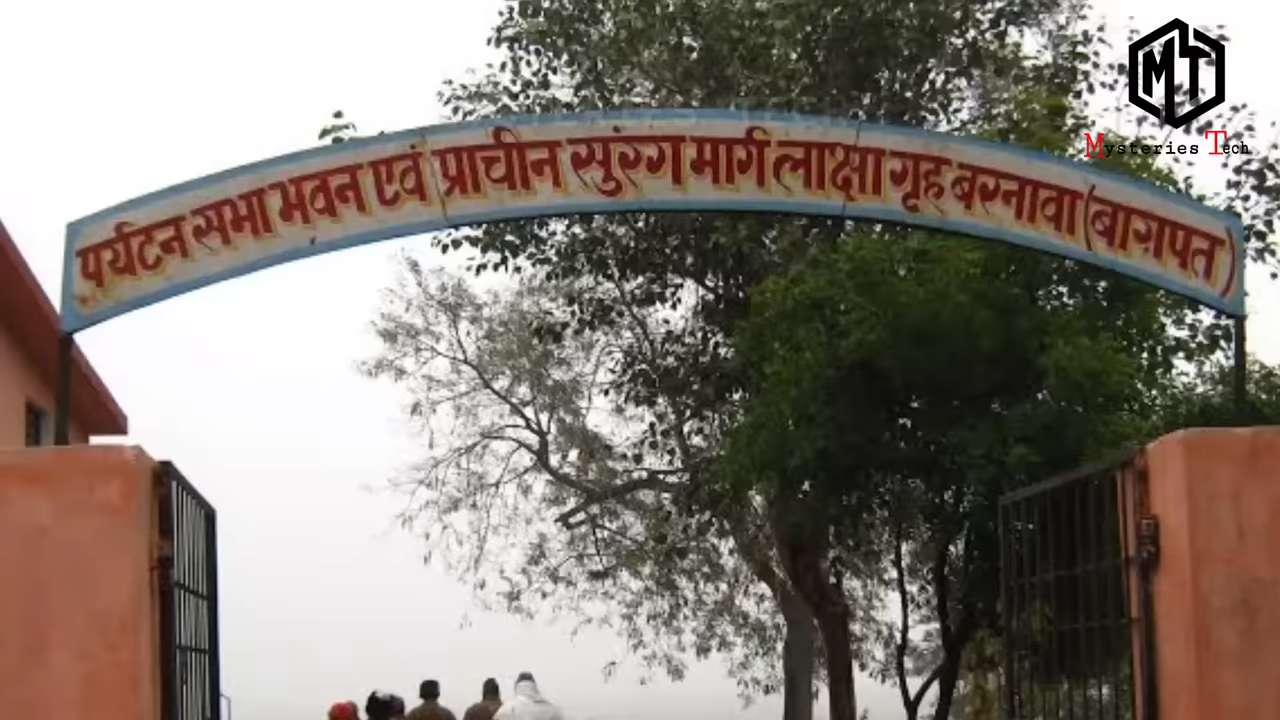 पर्यटन सभा भवन एवं प्राचीन सुरंग मार्ग लाक्षा गृह बरनावा (बागपत)
MT
Mysteries Tech